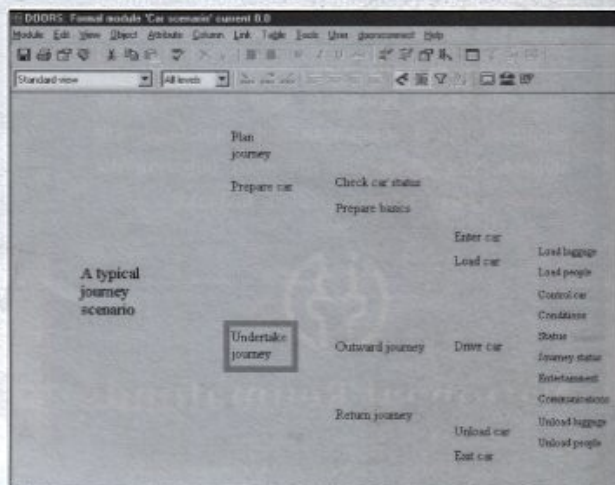 DOORS: Formal module 'Car scenario' current 0.0
Module Edit View Object Attribute Column Link Table Tools User Help
Standard view All levels
Plan
journey
Prepare car
Check car status
Prepare basics
Enter car
Load car
Load luggage
Load people
A typical
journey
scenario
Control car
Conditions
Undertake
journey
Outward journey
Drive car
Status
Journey status
Entertainment
Communications
Return journey
Unload car
Unload luggage
Unload people
Exit car